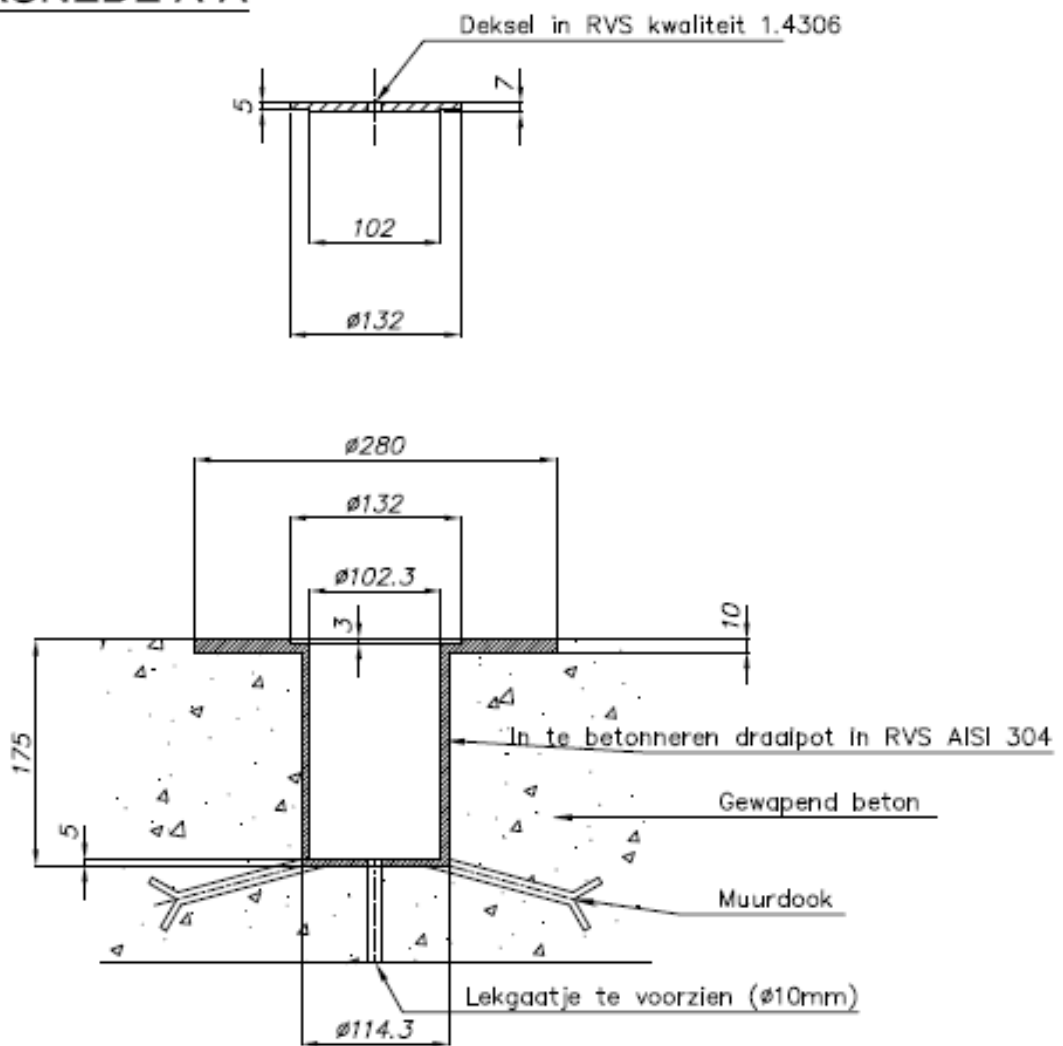 Deksel in RVS kwaliteit 1.4306
5
7
102
ø132
ø280
ø132
ø102.3
3
10
175
In te betonneren draaipot in RVS AISI 304
Gewapend beton
5
Muurdook
Lekgaatje te voorzien (ø10mm)
ø114.3